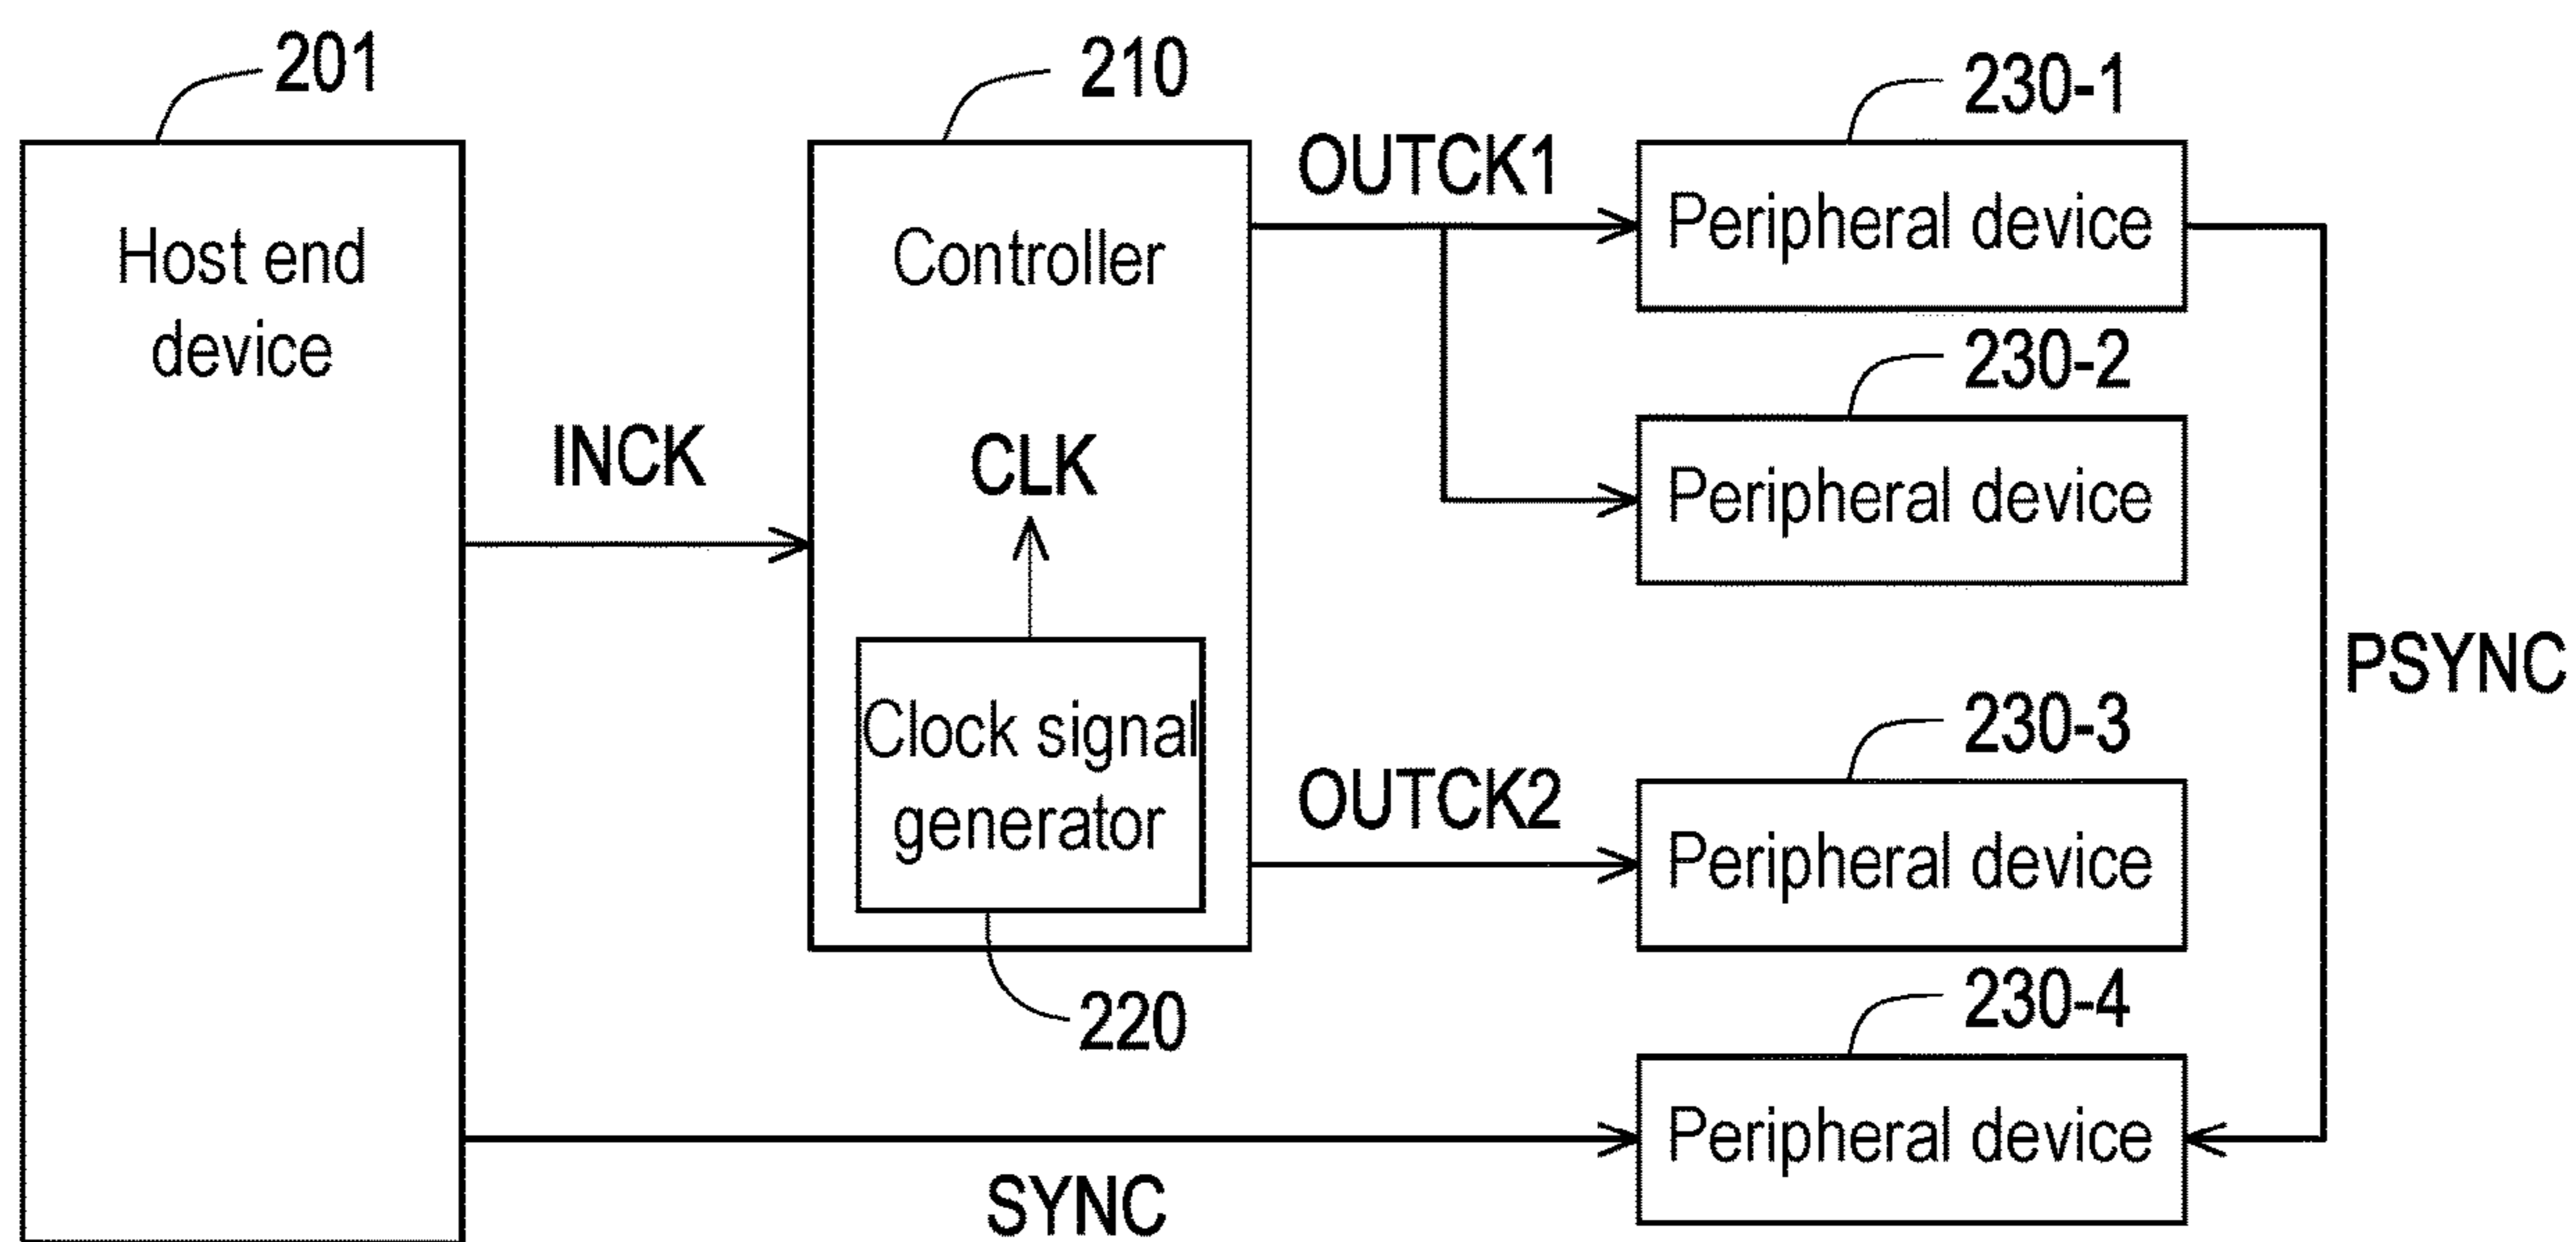 201
210
230-1
OUTCK1
Peripheral device
Host end
device
Controller
230-2
INCK
CLK
Peripheral device
PSYNC
230-3
Clock signal
generator
OUTCK2
Peripheral device
220
230-4
Peripheral device
SYNC